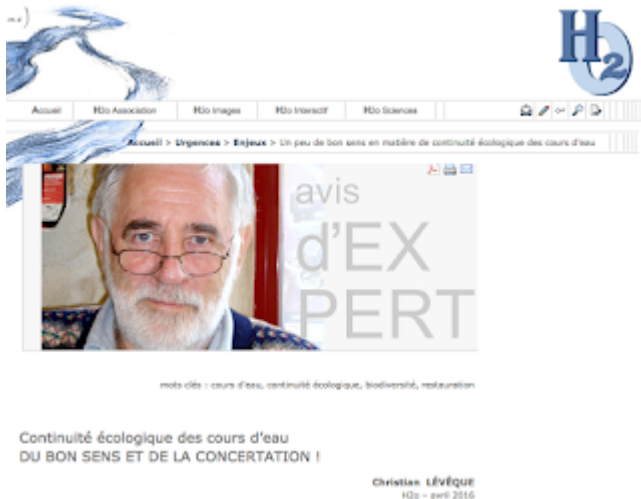 H2O
Accueil H2o Association H2o Images H2o Interactif H2o Sciences
Accueil > Urgences > Enjeux > Un peu de bon sens en matière de continuité écologique des cours d'eau
avis
d'EX
PERT
mots clés : cours d'eau, continuité écologique, biodiversité, restauration
Continuité écologique des cours d'eau
DU BON SENS ET DE LA CONCERTATION !
Christian LÉVÊQUE
H2o – avril 2016